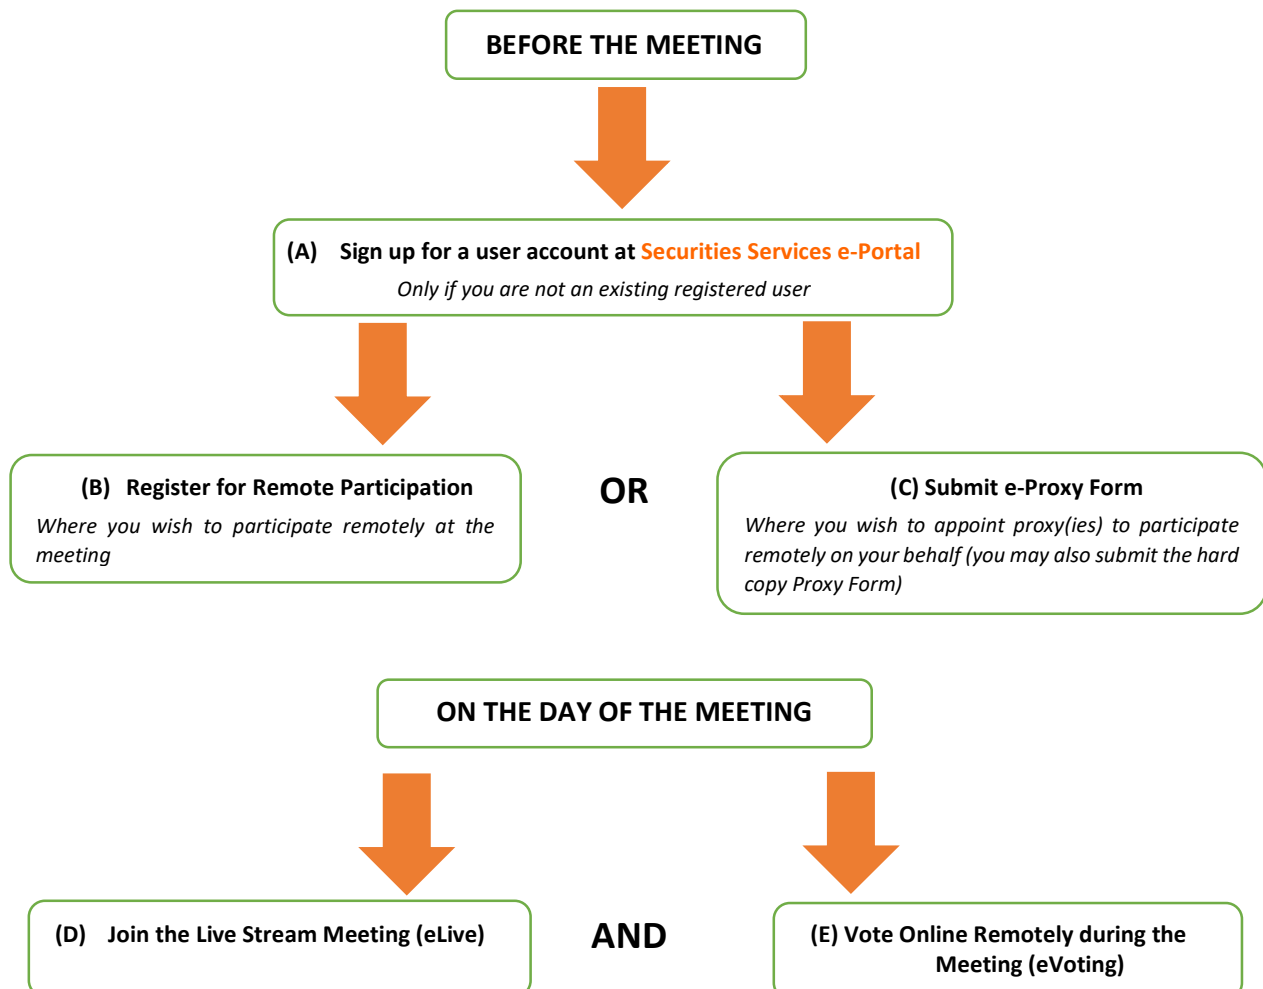 BEFORE THE MEETING
(A) Sign up for a user account at Securities Services e-Portal
Only if you are not an existing registered user
(B) Register for Remote Participation
Where you wish to participate remotely at the
meeting
OR
(C) Submit e-Proxy Form
Where you wish to appoint proxy(ies) to participate
remotely on your behalf (you may also submit the hard
copy Proxy Form)
ON THE DAY OF THE MEETING
(D) Join the Live Stream Meeting (eLive)
AND
(E) Vote Online Remotely during the
Meeting (eVoting)